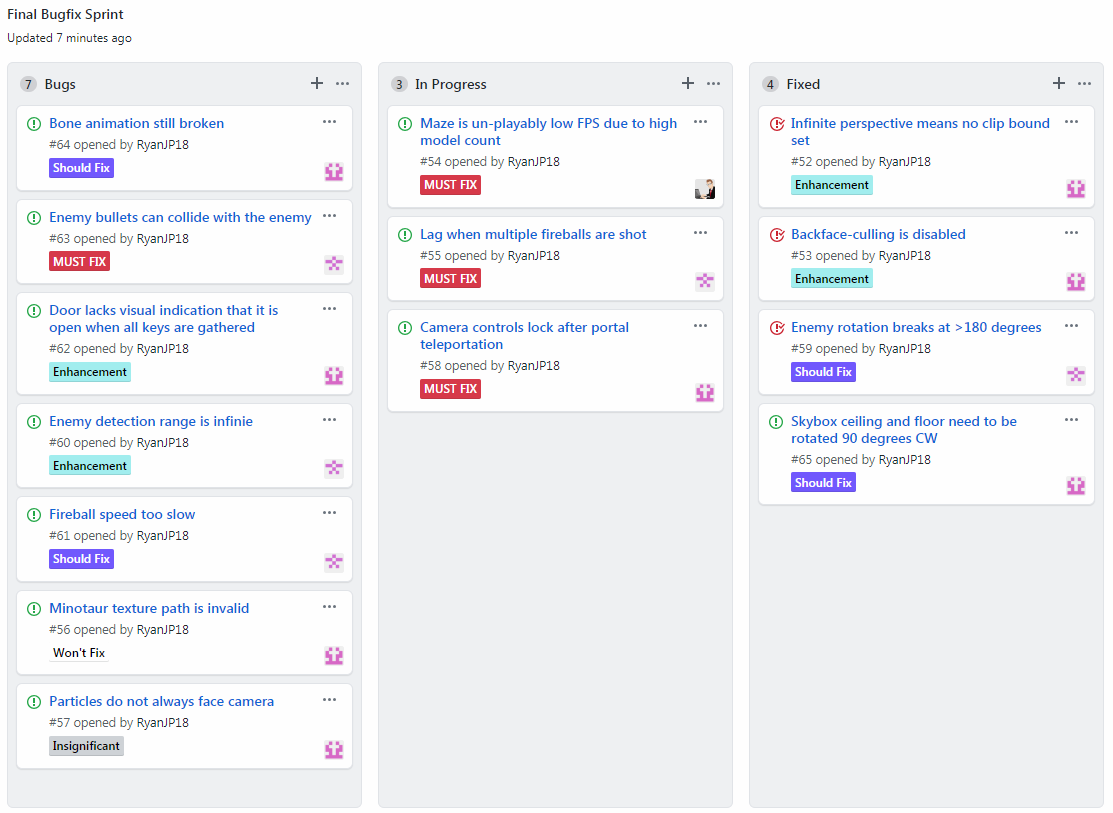 Final Bugfix Sprint
Updated 7 minutes ago
7 Bugs
Bone animation still broken
#64 opened by RyanJP18
Should Fix
Enemy bullets can collide with the enemy
#63 opened by RyanJP18
MUST FIX
Door lacks visual indication that it is
open when all keys are gathered
#62 opened by RyanJP18
Enhancement
Enemy detection range is infinie
#60 opened by RyanJP18
Enhancement
Fireball speed too slow
#61 opened by RyanJP18
Should Fix
Minotaur texture path is invalid
#56 opened by RyanJP18
Won't Fix
Particles do not always face camera
#57 opened by RyanJP18
Insignificant
3 In Progress
Maze is un-playably low FPS due to high
model count
#54 opened by RyanJP18
MUST FIX
Lag when multiple fireballs are shot
#55 opened by RyanJP18
MUST FIX
Camera controls lock after portal
teleportation
#58 opened by RyanJP18
MUST FIX
4 Fixed
Infinite perspective means no clip bound
set
#52 opened by RyanJP18
Enhancement
Backface-culling is disabled
#53 opened by RyanJP18
Enhancement
Enemy rotation breaks at >180 degrees
#59 opened by RyanJP18
Should Fix
Skybox ceiling and floor need to be
rotated 90 degrees CW
#65 opened by RyanJP18
Should Fix